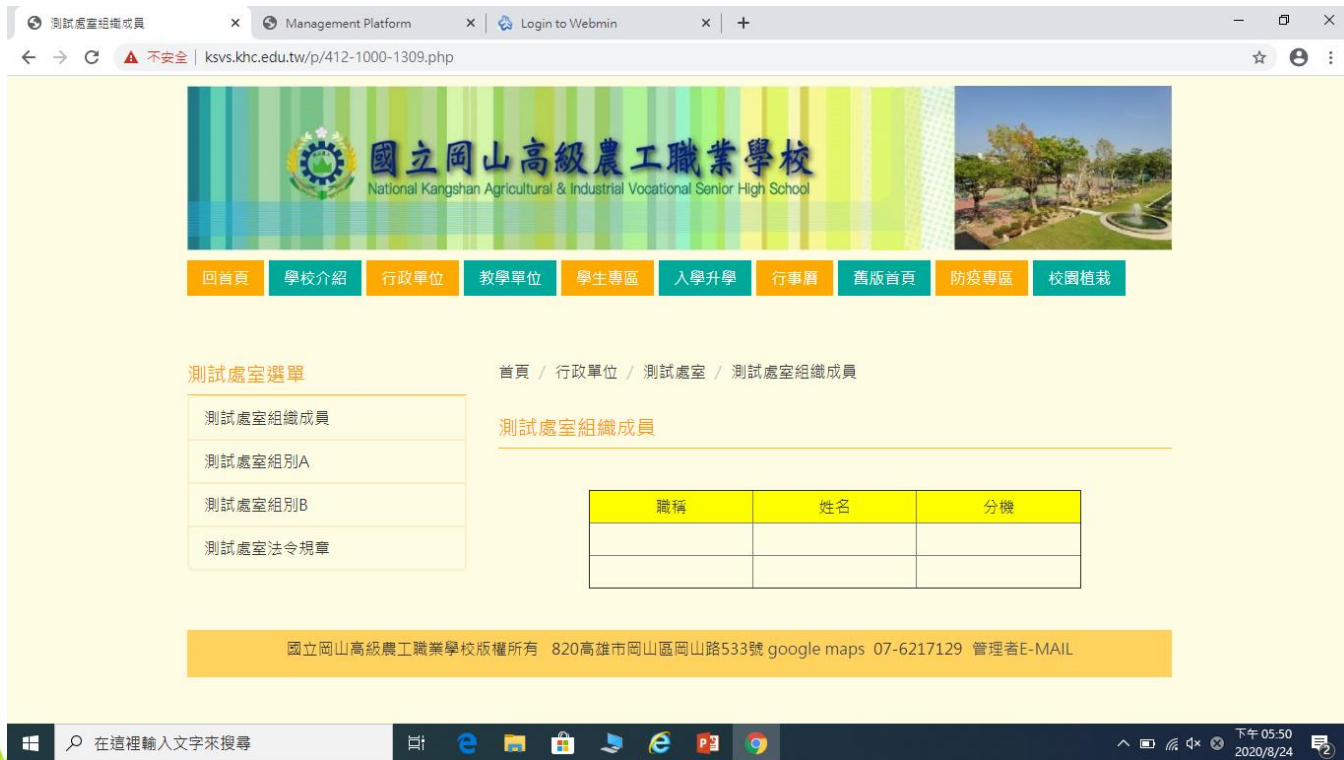 測試處室組織成員
Management Platform
Login to Webmin
不安全 | ksvs.khc.edu.tw/p/412-1000-1309.php
國立岡山高級農工職業學校
National Kangshan Agricultural & Industrial Vocational Senior High School
回首頁 學校介紹 行政單位 教學單位 學生專區 入學升學 行事曆 舊版首頁 防疫專區 校園植栽
測試處室選單
測試處室組織成員
測試處室組別A
測試處室組別B
測試處室法令規章
首頁 / 行政單位 / 測試處室 / 測試處室組織成員
測試處室組織成員
職稱 姓名 分機
國立岡山高級農工職業學校版權所有 820高雄市岡山區岡山路533號 google maps 07-6217129 管理者E-MAIL
在這裡輸入文字來搜尋
下午 05:50
2020/8/24
2